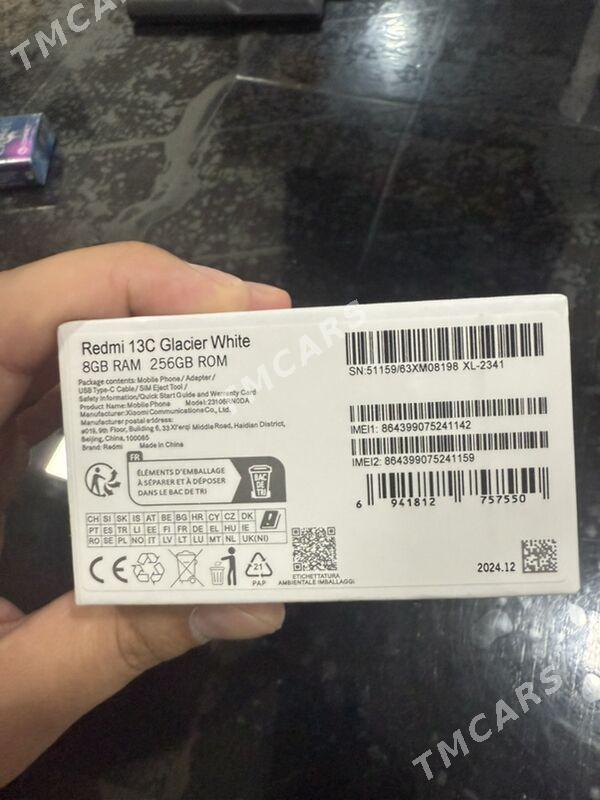 TMCARS
Redmi 13C Glacier White
8GB RAM 256GB ROM
Package contents: Mobile Phone / Adapter /
USB Type-C Cable / SIM Eject Tool /
Safety Information/Quick Start Guide and Warranty Card
Product Name:Mobile Phone Model:23106RN0DA
Manufacturer:Xiaomi Communications Co., Ltd.
Manufacturer postal address:
#019, 9th Floor, Building 6, 33 Xi'erqi Middle Road, Haidian District,
Beijing, China, 100085
Brand: Redmi Made in China
SN:51159/63XM08198 XL-2341
IMEI1: 864399075241142
IMEI2: 864399075241159
6 941812 757550
FR
ÉLÉMENTS D'EMBALLAGE
À SÉPARER ET À DÉPOSER
DANS LE BAC DE TRI
BAC
DE
TRI
CH SI SK IS AT BE BG HR CY CZ DK
PT ES TR LI EE FI FR DE EL HU IE
RO SE PL NO IT LV LT LU MT NL UK(NI)
CE
21
PAP
ETICHETTATURA
AMBIENTALE IMBALLAGGI
2024.12
TMCARS
TMCARS